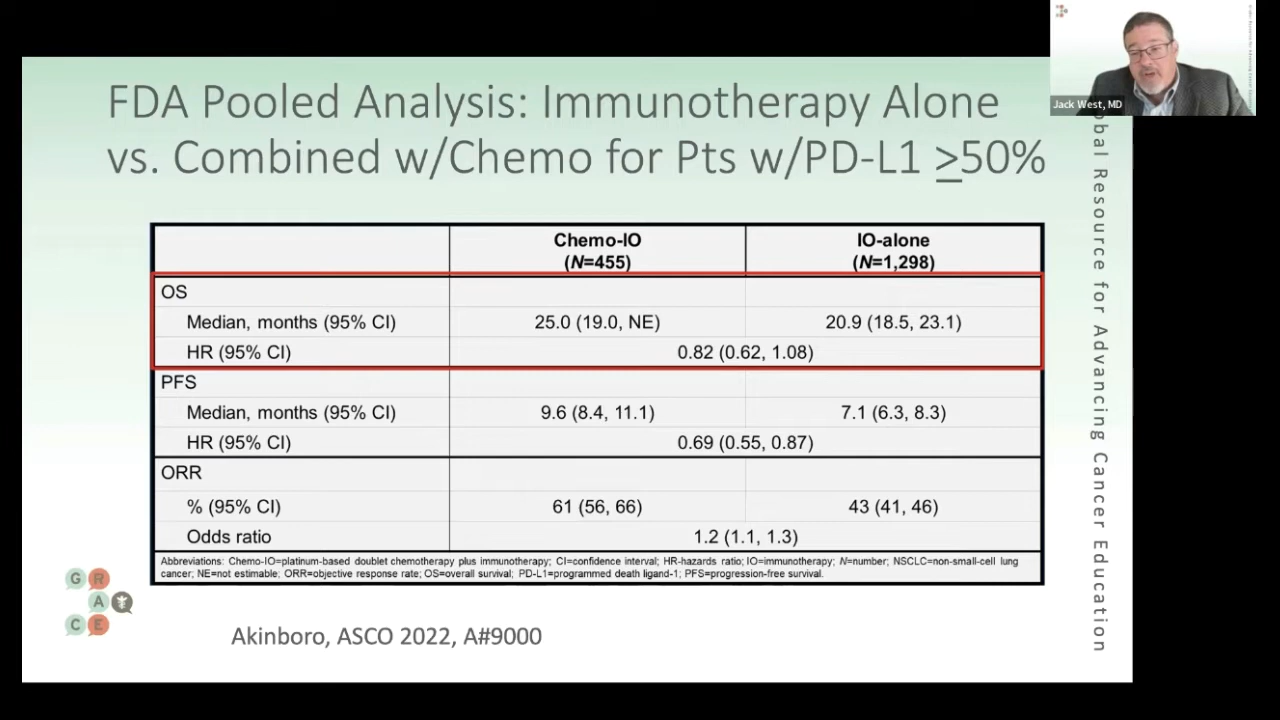 FDA Pooled Analysis: Immunotherapy Alone
vs. Combined w/Chemo for Pts w/PD-L1 >50%
Jack West, MD
Chemo-IO IO-alone
(N=455) (N=1,298)
OS
Median, months (95% CI) 25.0 (19.0, NE) 20.9 (18.5, 23.1)
HR (95% CI) 0.82 (0.62, 1.08)
PFS
Median, months (95% CI) 9.6 (8.4, 11.1) 7.1 (6.3, 8.3)
HR (95% CI) 0.69 (0.55, 0.87)
ORR
% (95% CI) 61 (56, 66) 43 (41, 46)
Odds ratio 1.2 (1.1, 1.3)
Abbreviations: Chemo-IO=platinum-based doublet chemotherapy plus immunotherapy; CI=confidence interval; HR-hazards ratio; IO=immunotherapy; N=number; NSCLC=non-small-cell lung
cancer; NE=not estimable; ORR=objective response rate; OS=overall survival; PD-L1=programmed death ligand-1; PFS=progression-free survival.
G R
A
C E
Akinboro, ASCO 2022, A#9000
obal Resource for Advancing Cancer Education